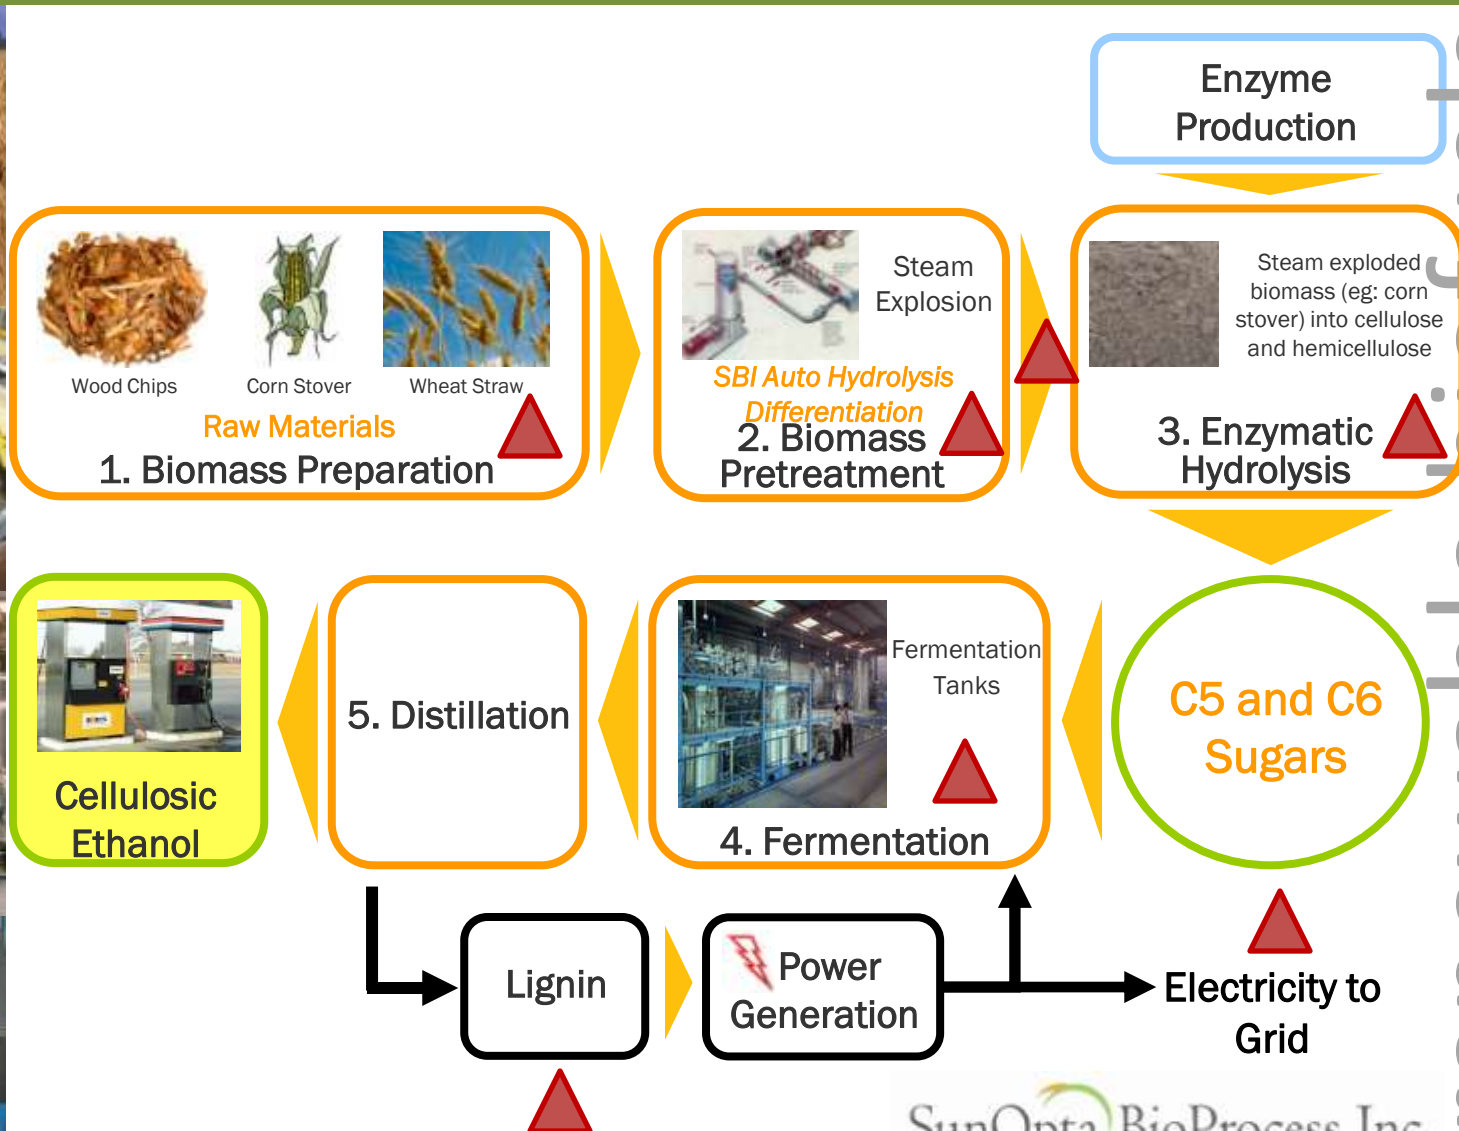 Enzyme
Production
Wood Chips
Corn Stover
Wheat Straw
Raw Materials
1. Biomass Preparation
Steam
Explosion
SBI Auto Hydrolysis
Differentiation
2. Biomass
Pretreatment
Steam exploded
biomass (eg: corn
stover) into cellulose
and hemicellulose
3. Enzymatic
Hydrolysis
Cellulosic
Ethanol
5. Distillation
Fermentation
Tanks
4. Fermentation
C5 and C6
Sugars
Lignin
Power
Generation
Electricity to
Grid
SunOpta BioProcess Inc